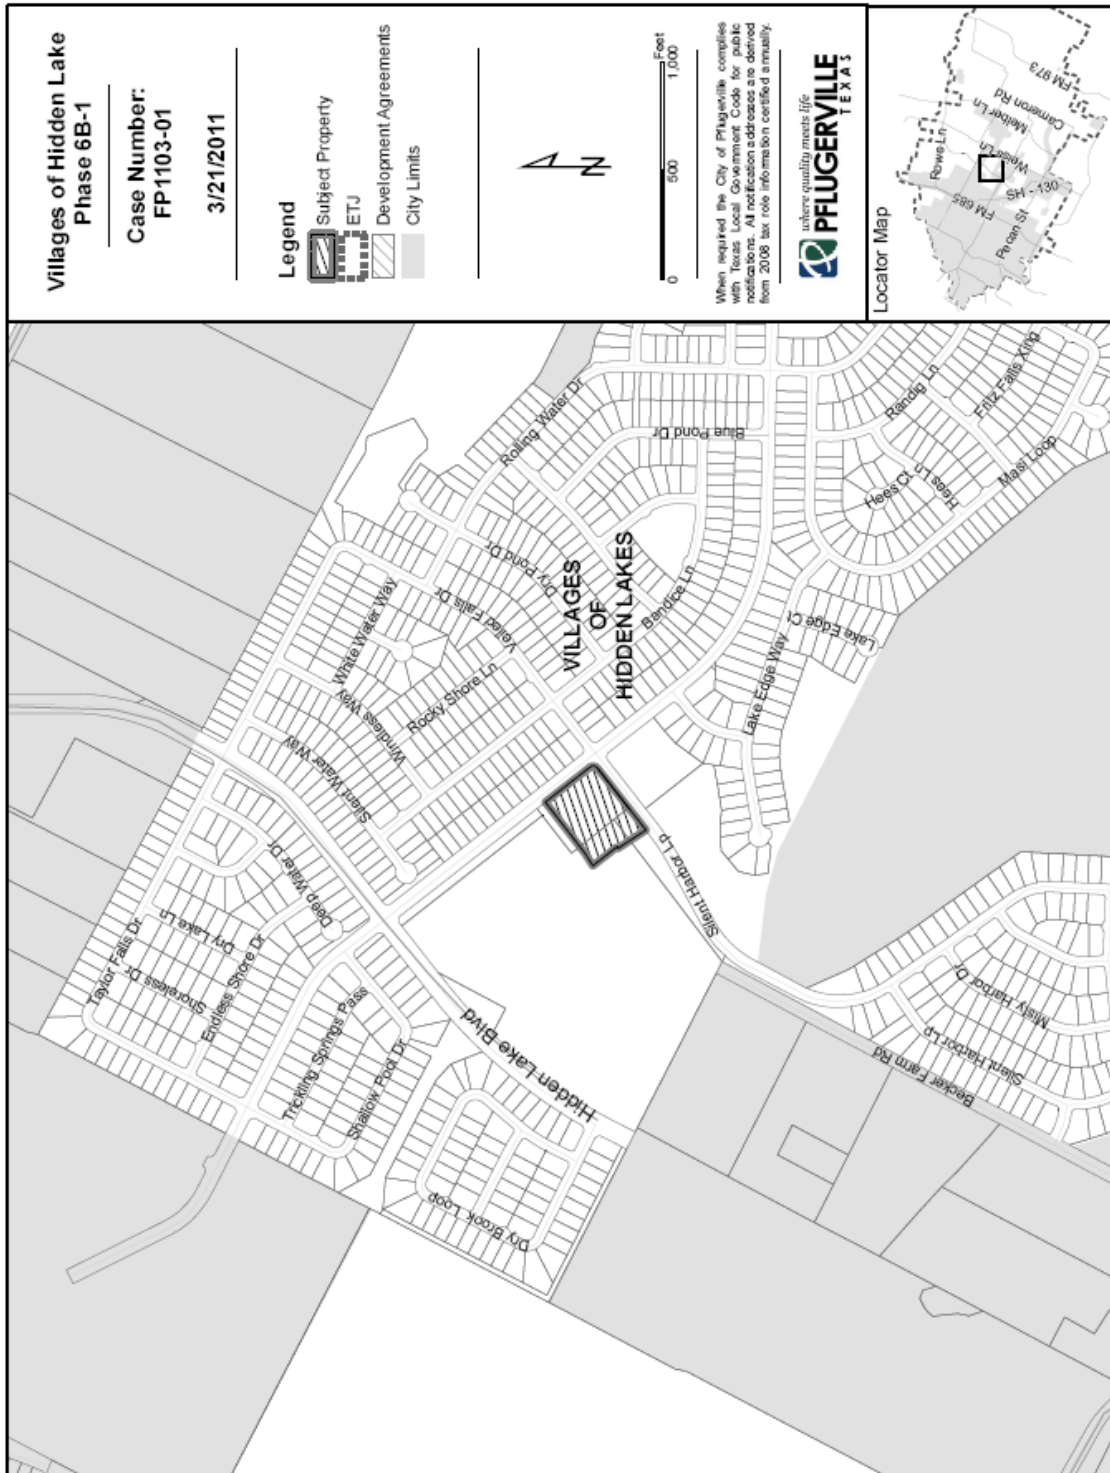 Villages of Hidden Lake
Phase 6B-1
Case Number:
FP1103-01
3/21/2011
Legend
Subject Property
ETJ
Development Agreements
City Limits
N
0 500 1,000
Feet
When required the City of Pflugerville complies
with Texas Local Government Code for public
notifications. All notification addresses are derived
from 2008 tax role information certified annually.
where quality meets life
PFLUGERVILLE
TEXAS
Locator Map
Rowe Ln
FM 973
Cameron Rd
Melber Ln
Weiss Ln
SH - 130
FM 685
Pecan St
Rolling Water Dr
Blue Pond Dr
Randig Ln
Fritz Falls Xing
Hees Ct
Hees Ln
Masi Loop
Dry Pond Dr
White Water Way
Veiled Falls Dr
VILLAGES
OF
HIDDEN LAKES
Bandice Ln
Lake Edge Ct
Lake Edge Way
Rocky Shore Ln
Windless Way
Silent Water Way
Deep Water Dr
Dry Lake Ln
Taylor Falls Dr
Shoreless Dr
Endless Shore Dr
Trickling Springs Pass
Shallow Pool Dr
Hidden Lake Blvd
Dry Brook Loop
Silent Harbor Lp
Misty Harbor Dr
Silent Harbor Lp
Becker Farm Rd